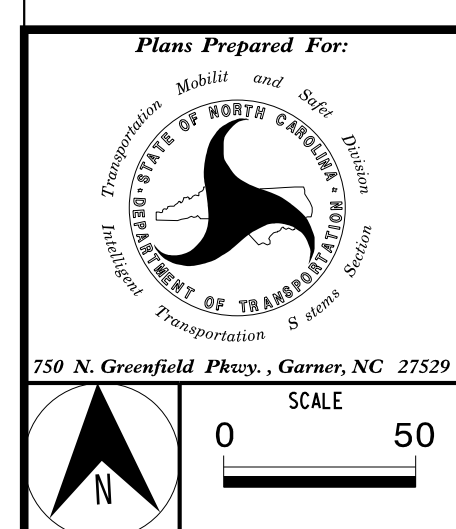 Plans Prepared For:
Transportation Mobilit and Safet Division
STATE OF NORTH CAROLINA
DEPARTMENT OF TRANSPORTATION
Intelligent Transportation S stems Section
750 N. Greenfield Pkwy. , Garner, NC 27529
N
SCALE
0 50